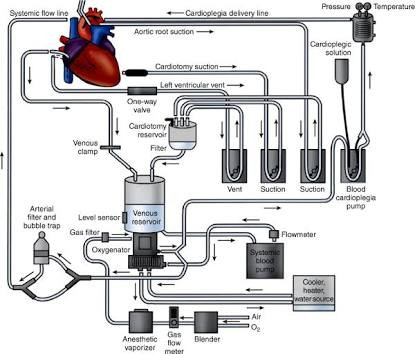 Systemic flow line
Cardioplegia delivery line
Pressure
Temperature
Aortic root suction
Cardioplegic
solution
Cardiotomy suction
Left ventricular vent
One-way
valve
Cardiotomy
reservoir
Filter
Venous
clamp
Vent
Suction
Suction
Blood
cardioplegia
pump
Arterial
filter and
bubble trap
Level sensor
Venous
reservoir
Gas filter
Oxygenator
Flowmeter
Systemic
blood
pump
Cooler,
heater,
water source
Air
O2
Anesthetic
vaporizer
Gas
flow
meter
Blender